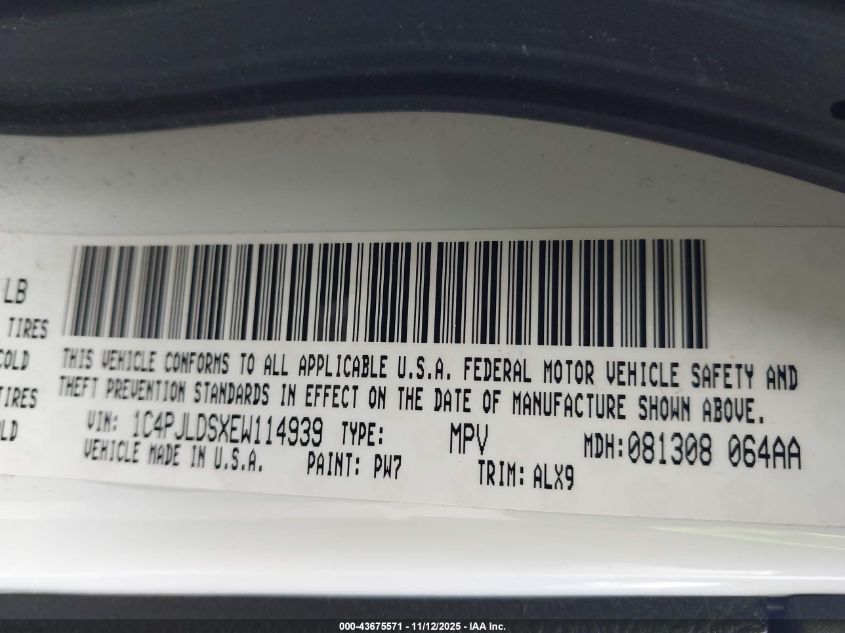 LB
TIRES
COLD
TIRES
OLD
THIS VEHICLE CONFORMS TO ALL APPLICABLE U.S.A. FEDERAL MOTOR VEHICLE SAFETY AND
THEFT PREVENTION STANDARDS IN EFFECT ON THE DATE OF MANUFACTURE SHOWN ABOVE.
VIN: 1C4PJLDSXEW114939 TYPE: MPV MDH:081308 064AA
VEHICLE MADE IN U.S.A. PAINT: PW7 TRIM: ALX9
000-43675571 - 11/12/2025 - IAA Inc.